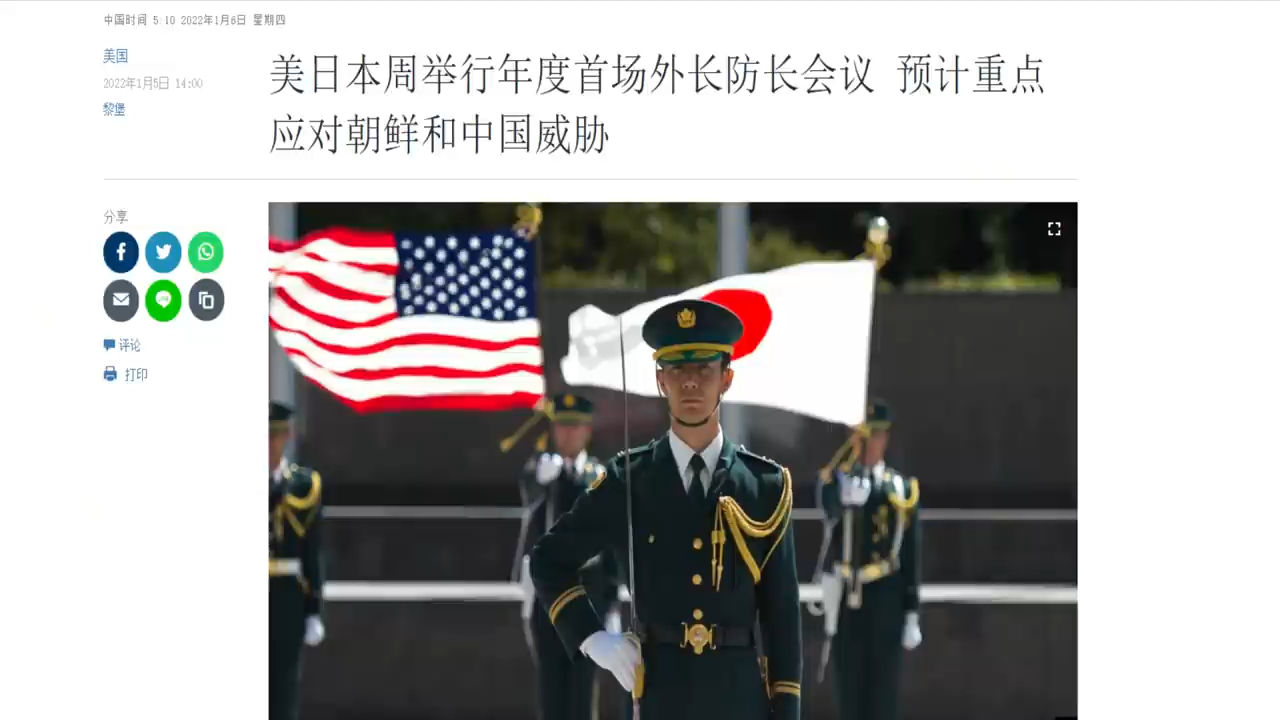 中国时间 5:10 2022年1月6日 星期四
美国
2022年1月5日 14:00
黎堡
美日本周举行年度首场外长防长会议 预计重点
应对朝鲜和中国威胁
分享
评论
打印